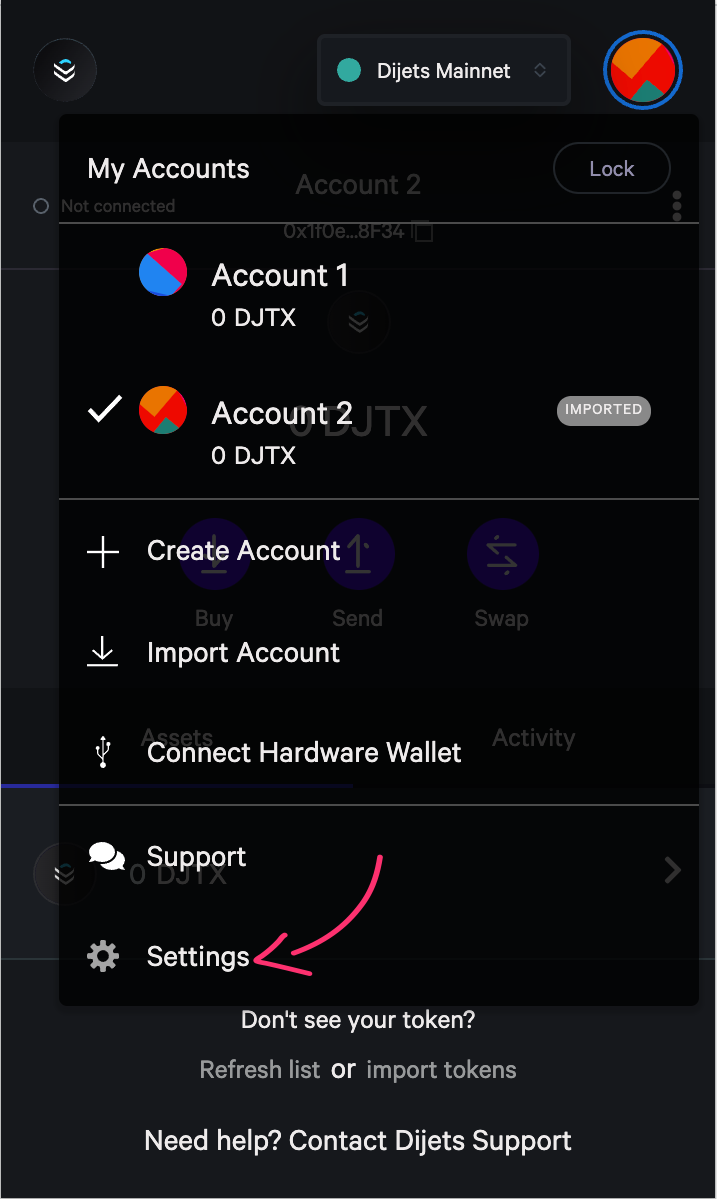 Dijets Mainnet
My Accounts
Lock
Account 2
Not connected
0x1f0e...8F34
Account 1
0 DJTX
Account 2
IMPORTED
0 DJTX
0 DJTX
Create Account
Buy
Send
Swap
Import Account
Assets
Activity
Connect Hardware Wallet
Support
0 DJTX
Settings
Don't see your token?
Refresh list or import tokens
Need help? Contact Dijets Support